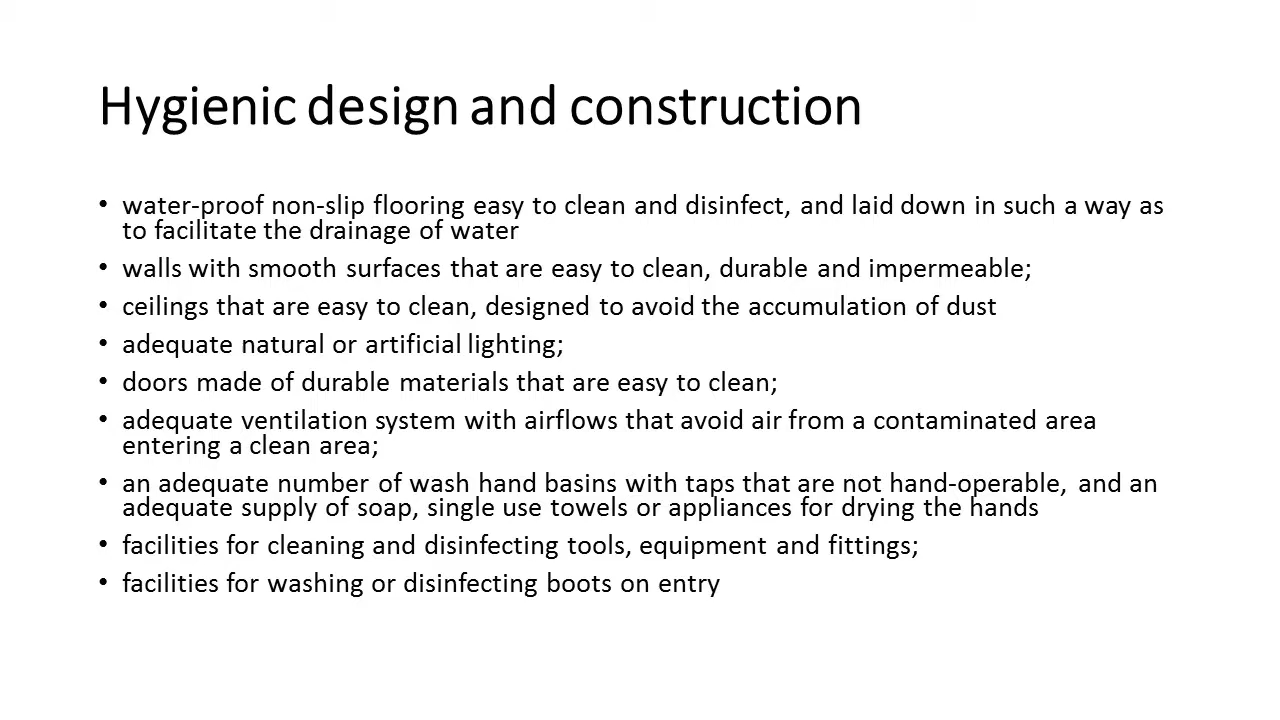 Hygienic design and construction
• water-proof non-slip flooring easy to clean and disinfect, and laid down in such a way as
to facilitate the drainage of water
• walls with smooth surfaces that are easy to clean, durable and impermeable;
• ceilings that are easy to clean, designed to avoid the accumulation of dust
• adequate natural or artificial lighting;
• doors made of durable materials that are easy to clean;
• adequate ventilation system with airflows that avoid air from a contaminated area
entering a clean area;
• an adequate number of wash hand basins with taps that are not hand-operable, and an
adequate supply of soap, single use towels or appliances for drying the hands
• facilities for cleaning and disinfecting tools, equipment and fittings;
• facilities for washing or disinfecting boots on entry